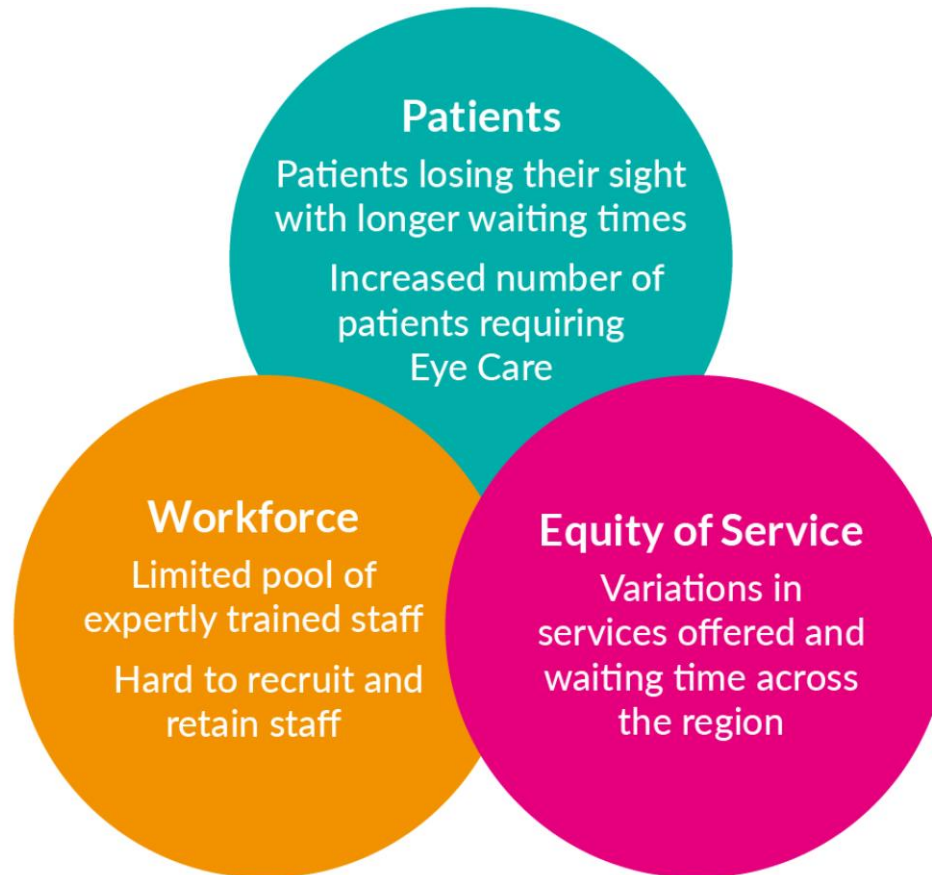 Patients
Patients losing their sight
with longer waiting times
Increased number of
patients requiring
Eye Care
Workforce
Limited pool of
expertly trained staff
Hard to recruit and
retain staff
Equity of Service
Variations in
services offered and
waiting time across
the region